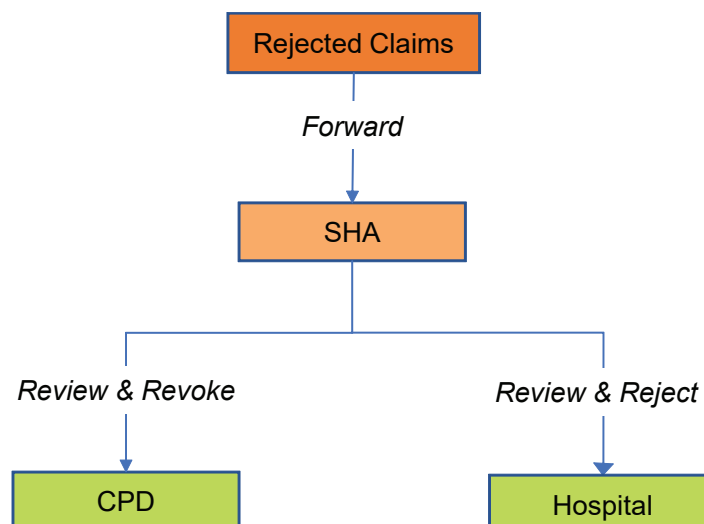 Rejected Claims
Forward
SHA
Review & Revoke
Review & Reject
CPD
Hospital